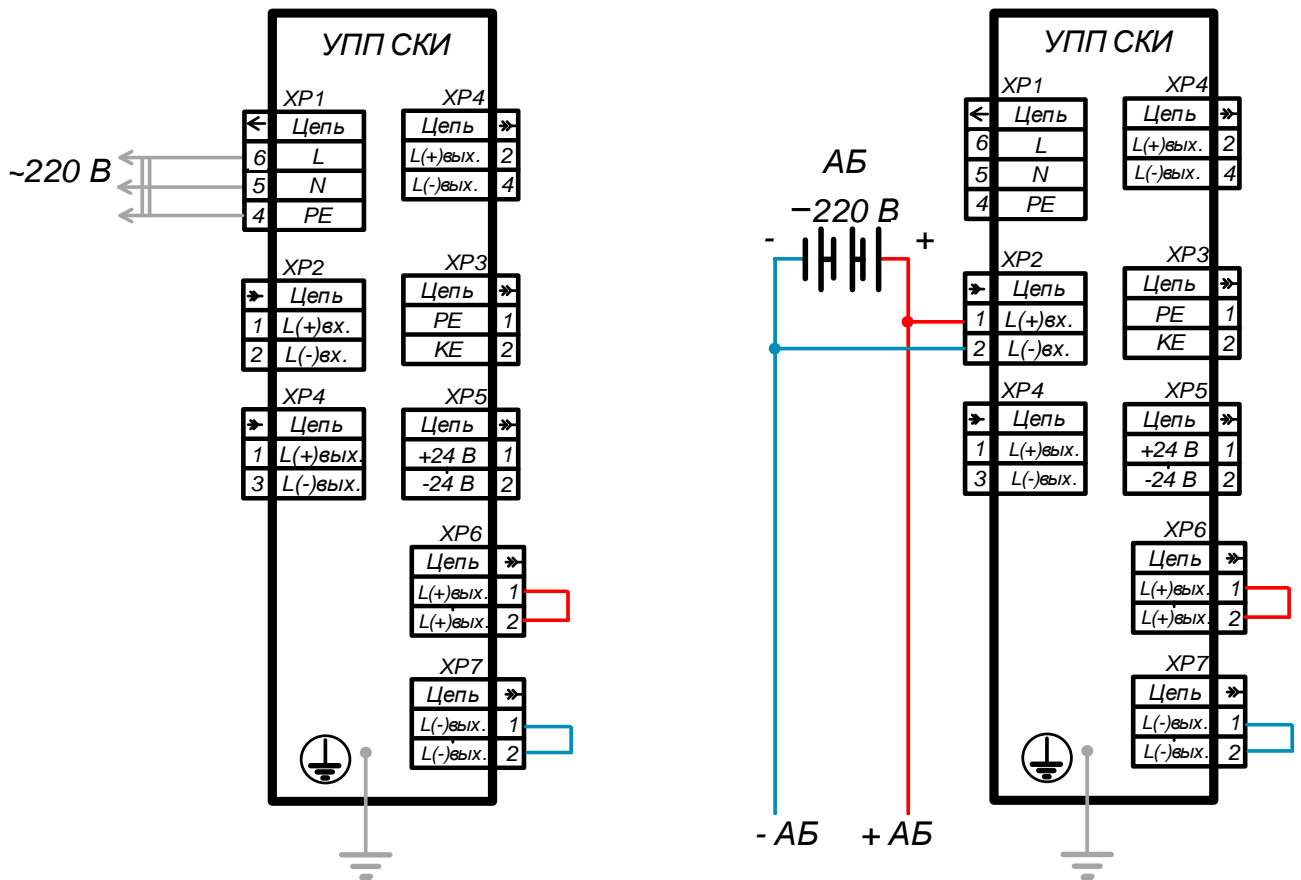 УПП СКИ
XP1
Цепь
6 L
5 N
4 PE
~220 В
XP4
Цепь
L(+)вых. 2
L(-)вых. 4
XP2
Цепь
1 L(+)вх.
2 L(-)вх.
XP3
Цепь
PE 1
KE 2
XP4
Цепь
1 L(+)вых.
3 L(-)вых.
XP5
Цепь
+24 В 1
-24 В 2
XP6
Цепь
L(+)вых. 1
L(+)вых. 2
XP7
Цепь
L(-)вых. 1
L(-)вых. 2
АБ
−220 В
- +
- АБ + АБ
УПП СКИ
XP1
Цепь
6 L
5 N
4 PE
XP4
Цепь
L(+)вых. 2
L(-)вых. 4
XP2
Цепь
1 L(+)вх.
2 L(-)вх.
XP3
Цепь
PE 1
KE 2
XP4
Цепь
1 L(+)вых.
3 L(-)вых.
XP5
Цепь
+24 В 1
-24 В 2
XP6
Цепь
L(+)вых. 1
L(+)вых. 2
XP7
Цепь
L(-)вых. 1
L(-)вых. 2